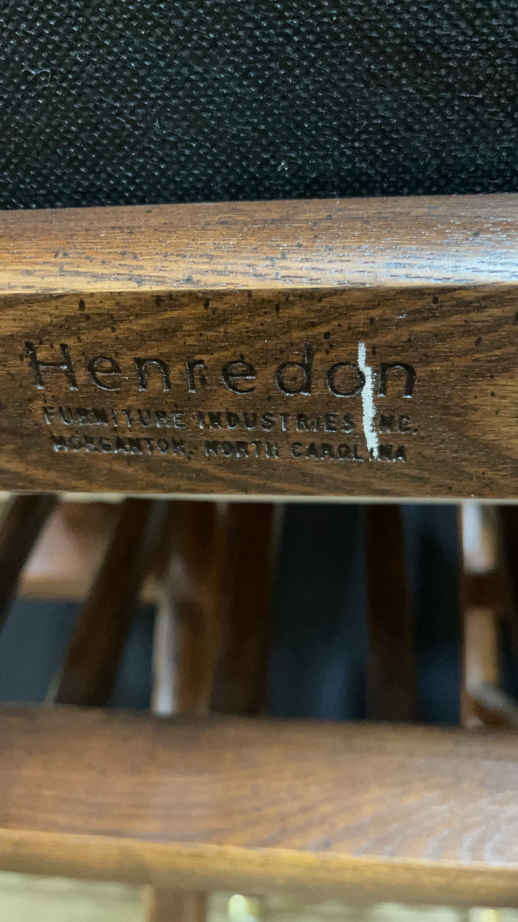 Henredon
FURNITURE INDUSTRIES INC.
MORGANTON, NORTH CAROLINA